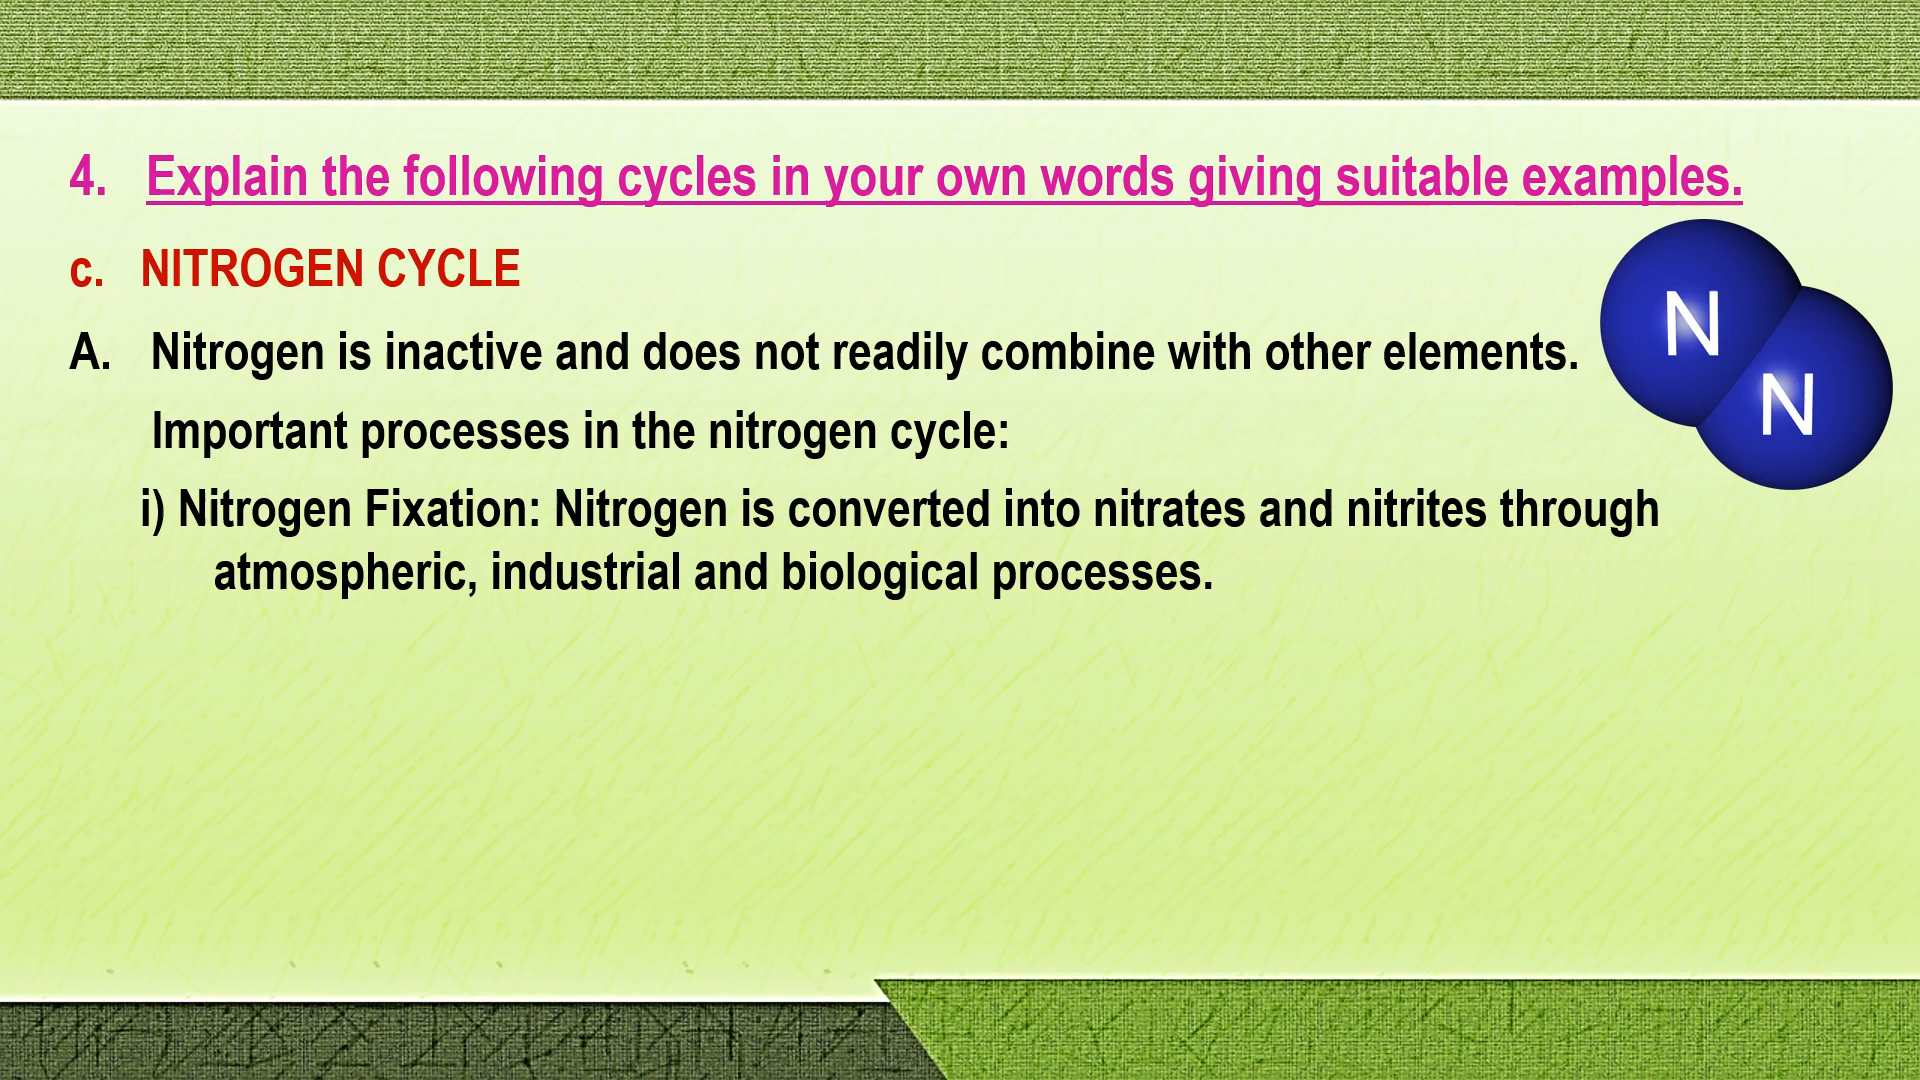 4. Explain the following cycles in your own words giving suitable examples.
c. NITROGEN CYCLE
A. Nitrogen is inactive and does not readily combine with other elements.
Important processes in the nitrogen cycle:
i) Nitrogen Fixation: Nitrogen is converted into nitrates and nitrites through
atmospheric, industrial and biological processes.
N
N